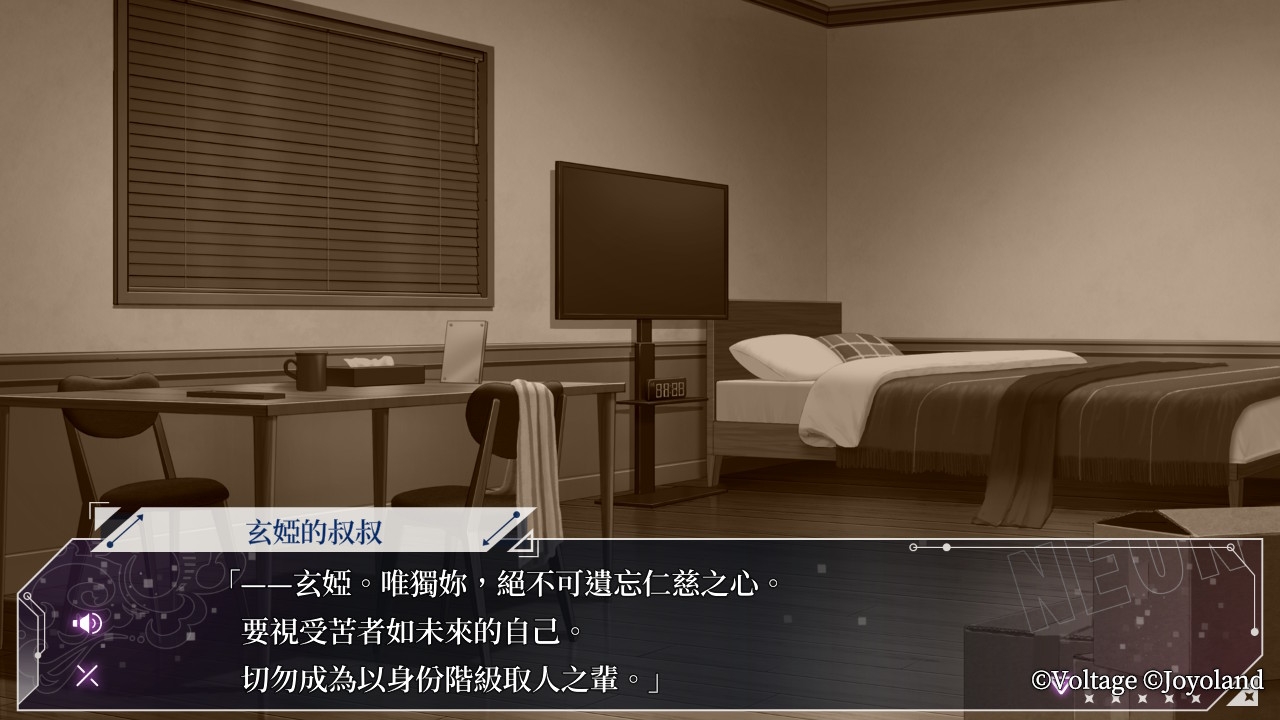 玄婭的叔叔
「——玄婭。唯獨妳，絕不可遺忘仁慈之心。
要視受苦者如未來的自己。
切勿成為以身份階級取人之輩。」
©Voltage ©Joyoland